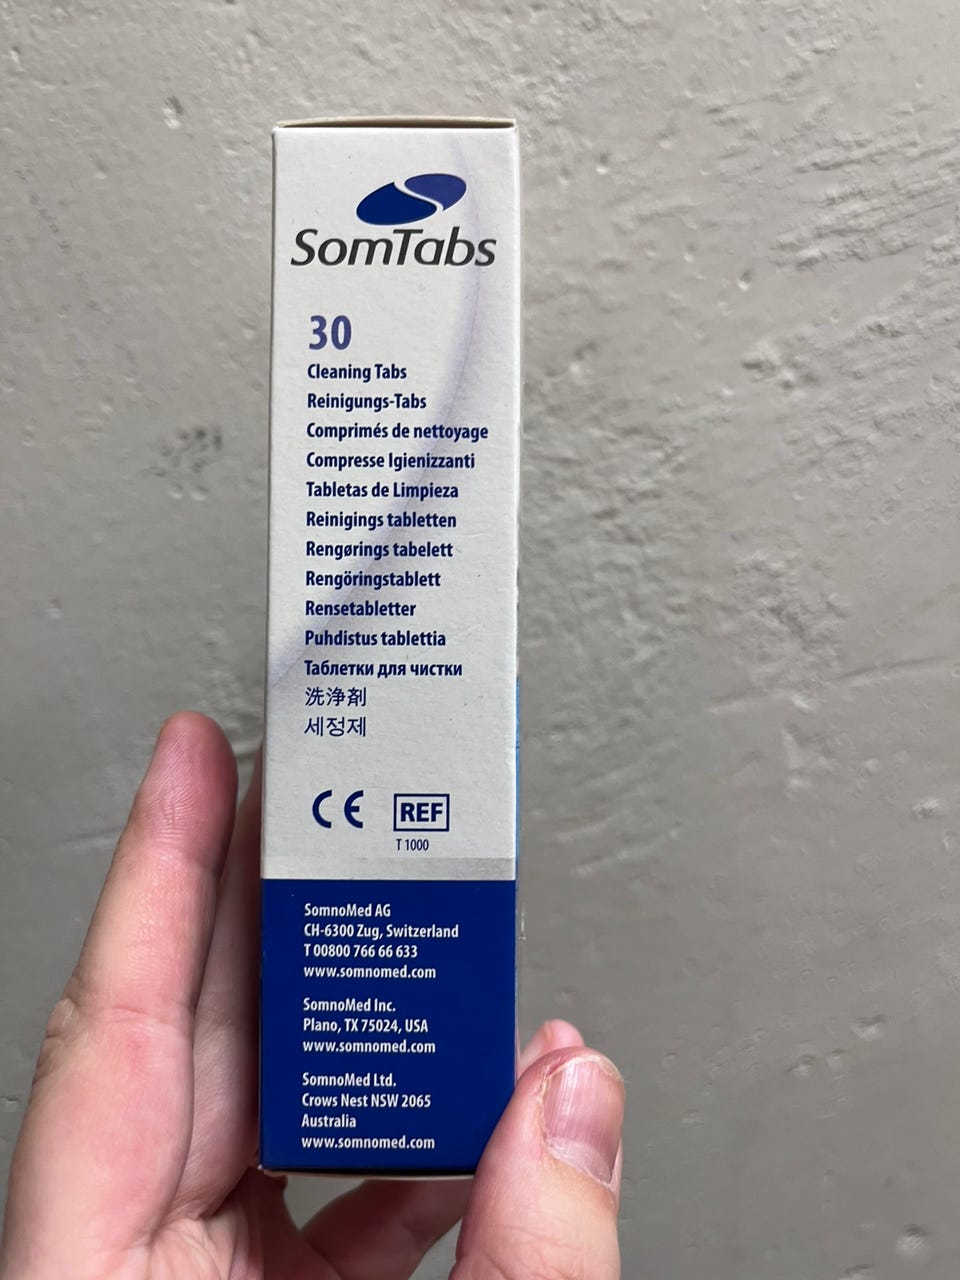 SomTabs
30
Cleaning Tabs
Reinigungs-Tabs
Comprimés de nettoyage
Compresse Igienizzanti
Tabletas de Limpieza
Reinigings tabletten
Rengørings tabelett
Rengöringstablett
Rensetabletter
Puhdistus tablettia
Таблетки для чистки
洗浄剤
세정제
CE REF
T 1000
SomnoMed AG
CH-6300 Zug, Switzerland
T 00800 766 66 633
www.somnomed.com
SomnoMed Inc.
Plano, TX 75024, USA
www.somnomed.com
SomnoMed Ltd.
Crows Nest NSW 2065
Australia
www.somnomed.com